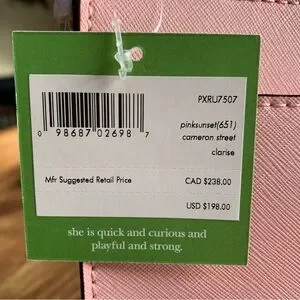 PXRU7507
0 98687 02698 7
pinksunset(651)
cameron street
clarise
Mfr Suggested Retail Price CAD $238.00
USD $198.00
she is quick and curious and
playful and strong.